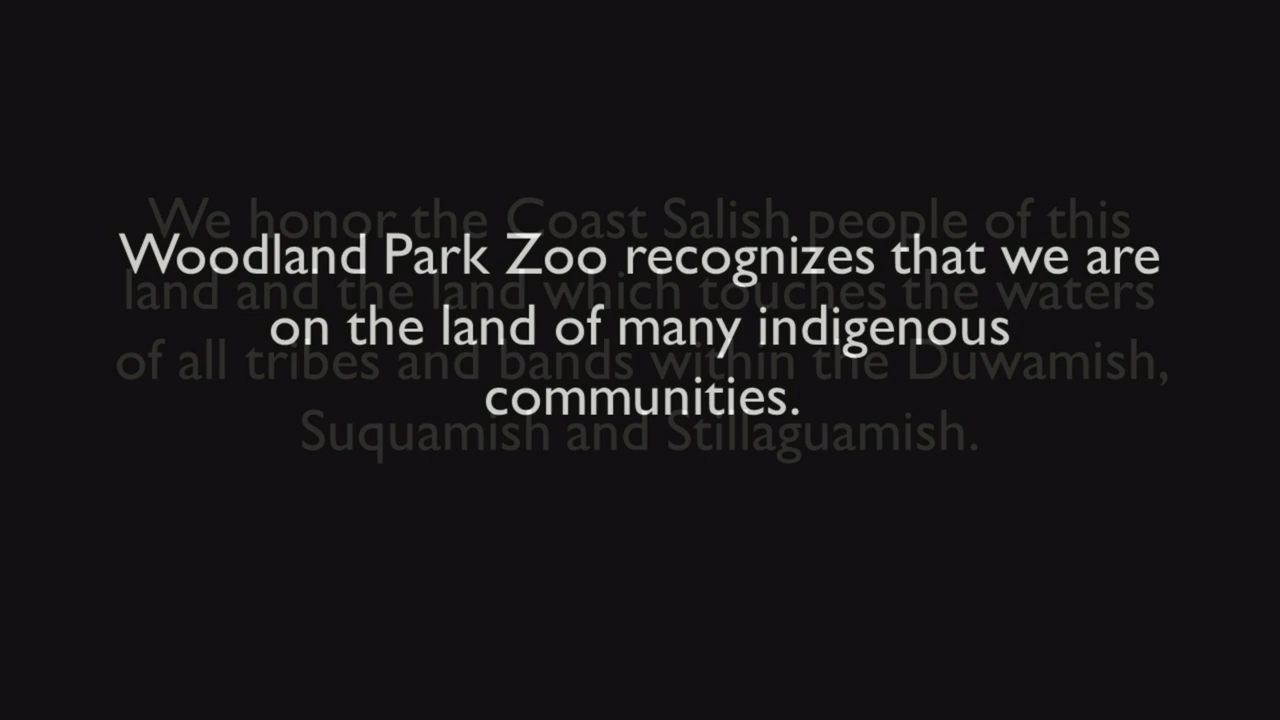 Woodland Park Zoo recognizes that we are
on the land of many indigenous
communities.
We honor the Coast Salish people of this
land and the land which touches the waters
of all tribes and bands within the Duwamish,
Suquamish and Stillaguamish.